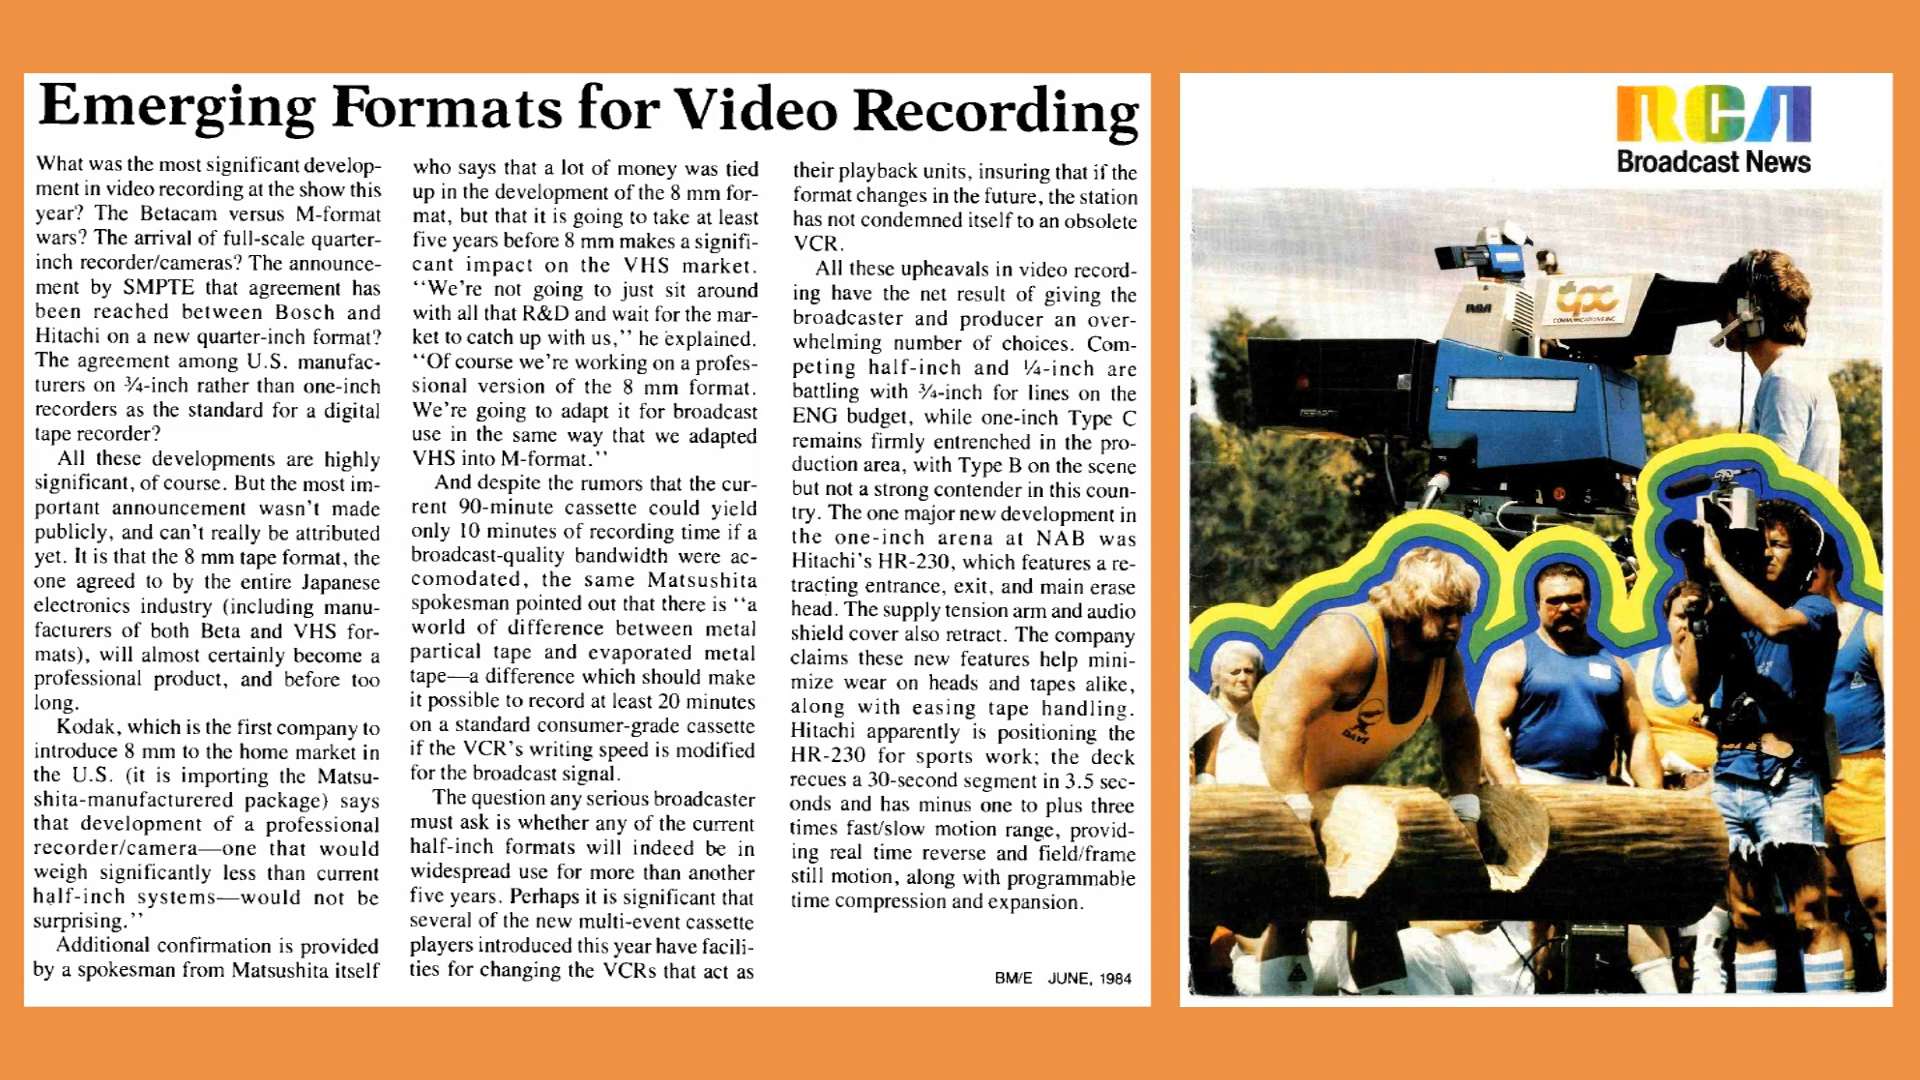 Emerging Formats for Video Recording
What was the most significant develop-
ment in video recording at the show this
year? The Betacam versus M-format
wars? The arrival of full-scale quarter-
inch recorder/cameras? The announce-
ment by SMPTE that agreement has
been reached between Bosch and
Hitachi on a new quarter-inch format?
The agreement among U.S. manufac-
turers on ¾-inch rather than one-inch
recorders as the standard for a digital
tape recorder?
All these developments are highly
significant, of course. But the most im-
portant announcement wasn't made
publicly, and can't really be attributed
yet. It is that the 8 mm tape format, the
one agreed to by the entire Japanese
electronics industry (including manu-
facturers of both Beta and VHS for-
mats), will almost certainly become a
professional product, and before too
long.
Kodak, which is the first company to
introduce 8 mm to the home market in
the U.S. (it is importing the Matsu-
shita-manufacturered package) says
that development of a professional
recorder/camera—one that would
weigh significantly less than current
half-inch systems—would not be
surprising.''
Additional confirmation is provided
by a spokesman from Matsushita itself
who says that a lot of money was tied
up in the development of the 8 mm for-
mat, but that it is going to take at least
five years before 8 mm makes a signifi-
cant impact on the VHS market.
''We're not going to just sit around
with all that R&D and wait for the mar-
ket to catch up with us,'' he explained.
''Of course we're working on a profes-
sional version of the 8 mm format.
We're going to adapt it for broadcast
use in the same way that we adapted
VHS into M-format.''
And despite the rumors that the cur-
rent 90-minute cassette could yield
only 10 minutes of recording time if a
broadcast-quality bandwidth were ac-
comodated, the same Matsushita
spokesman pointed out that there is ''a
world of difference between metal
partical tape and evaporated metal
tape—a difference which should make
it possible to record at least 20 minutes
on a standard consumer-grade cassette
if the VCR's writing speed is modified
for the broadcast signal.
The question any serious broadcaster
must ask is whether any of the current
half-inch formats will indeed be in
widespread use for more than another
five years. Perhaps it is significant that
several of the new multi-event cassette
players introduced this year have facili-
ties for changing the VCRs that act as
their playback units, insuring that if the
format changes in the future, the station
has not condemned itself to an obsolete
VCR.
All these upheavals in video record-
ing have the net result of giving the
broadcaster and producer an over-
whelming number of choices. Com-
peting half-inch and ¼-inch are
battling with ¾-inch for lines on the
ENG budget, while one-inch Type C
remains firmly entrenched in the pro-
duction area, with Type B on the scene
but not a strong contender in this coun-
try. The one major new development in
the one-inch arena at NAB was
Hitachi's HR-230, which features a re-
tracting entrance, exit, and main erase
head. The supply tension arm and audio
shield cover also retract. The company
claims these new features help mini-
mize wear on heads and tapes alike,
along with easing tape handling.
Hitachi apparently is positioning the
HR-230 for sports work; the deck
recues a 30-second segment in 3.5 sec-
onds and has minus one to plus three
times fast/slow motion range, provid-
ing real time reverse and field/frame
still motion, along with programmable
time compression and expansion.
BM/E JUNE, 1984
RCA
Broadcast News
RCA
tpc
COMMUNICATIONS INC